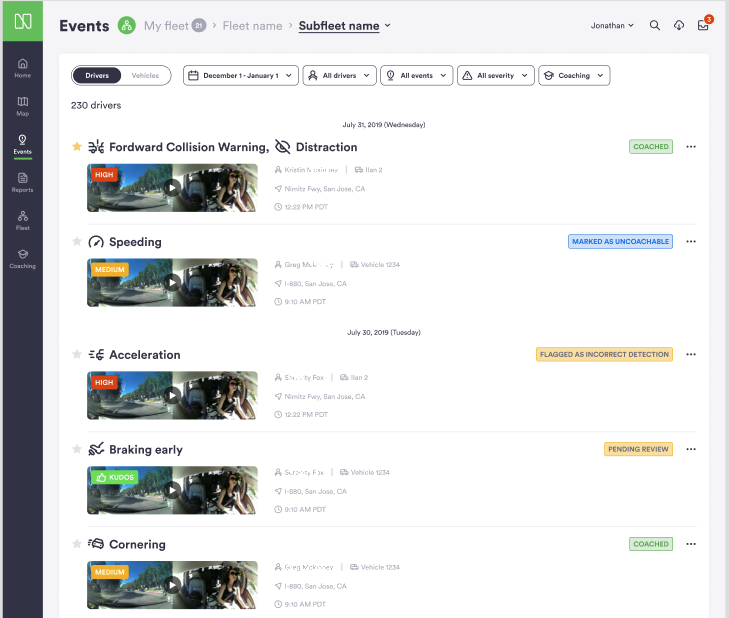 Events My fleet 21 > Fleet name > Subfleet name
Jonathan
3
Home
Map
Events
Reports
Fleet
Coaching
Drivers Vehicles December 1 - January 1 All drivers All events All severity Coaching
230 drivers
July 31, 2019 (Wednesday)
Fordward Collision Warning, Distraction COACHED
HIGH
Kristin | Ilan 2
Nimitz Fwy, San Jose, CA
12:22 PM PDT
Speeding MARKED AS UNCOACHABLE
MEDIUM
Greg | Vehicle 1234
I-880, San Jose, CA
9:10 AM PDT
July 30, 2019 (Tuesday)
Acceleration FLAGGED AS INCORRECT DETECTION
HIGH
Fox | Ilan 2
Nimitz Fwy, San Jose, CA
12:22 PM PDT
Braking early PENDING REVIEW
KUDOS
Fox | Vehicle 1234
I-880, San Jose, CA
9:10 AM PDT
Cornering COACHED
MEDIUM
Greg Mckinney | Vehicle 1234
I-880, San Jose, CA
9:10 AM PDT